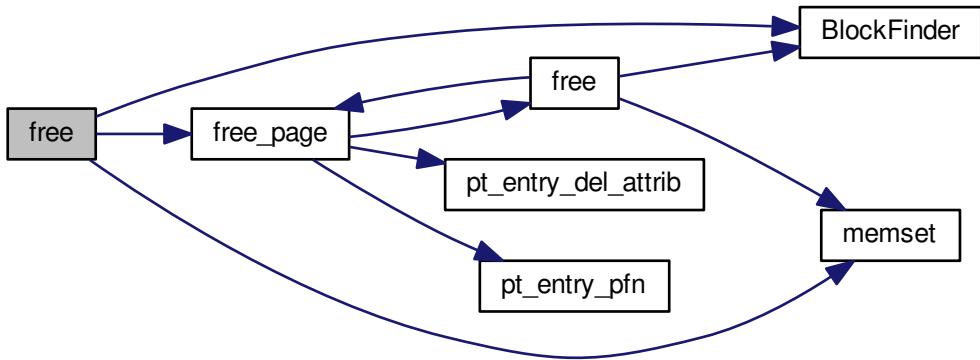 BlockFinder
free
free
free_page
pt_entry_del_attrib
memset
pt_entry_pfn